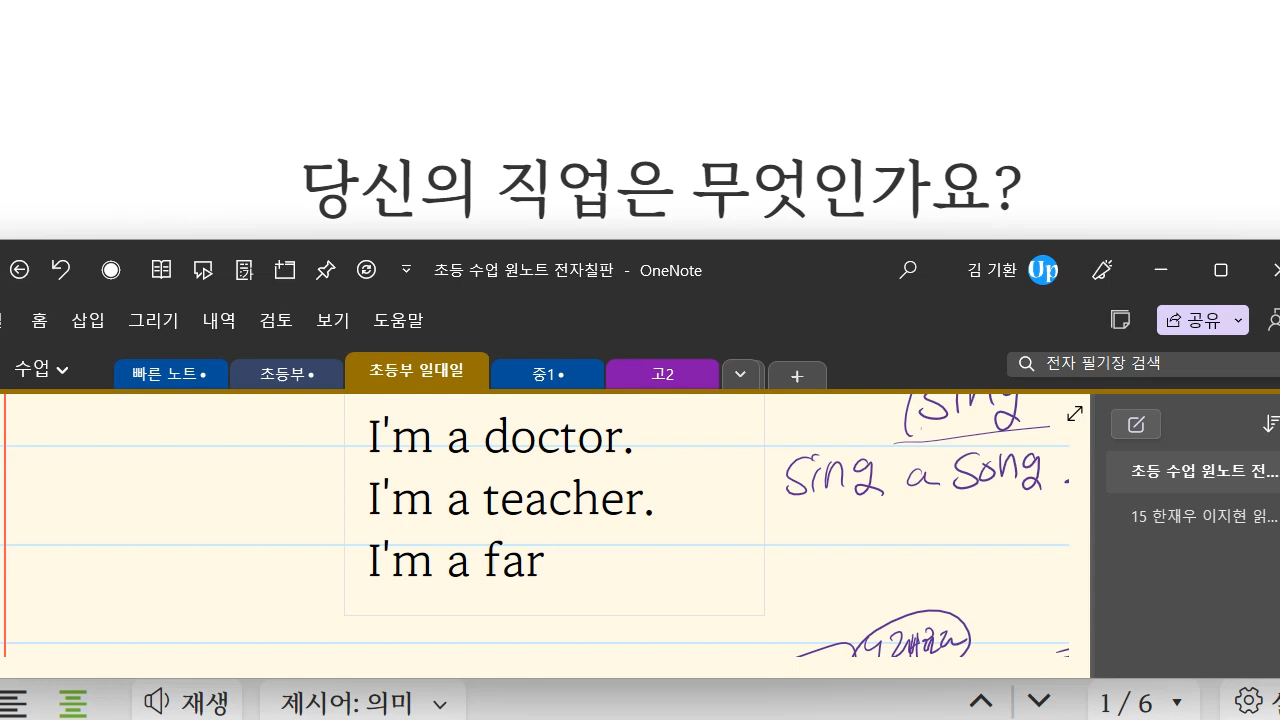 당신의 직업은 무엇인가요?
초등 수업 원노트 전자칠판 - OneNote
김 기환
Up
홈 삽입 그리기 내역 검토 보기 도움말
공유
수업
빠른 노트•
초등부•
초등부 일대일
중1•
고2
전자 필기장 검색
I'm a doctor.
I'm a teacher.
I'm a far
sing
sing a song.
초등 수업 원노트 전...
15 한재우 이지현 읽...
재생
제시어: 의미
1 / 6